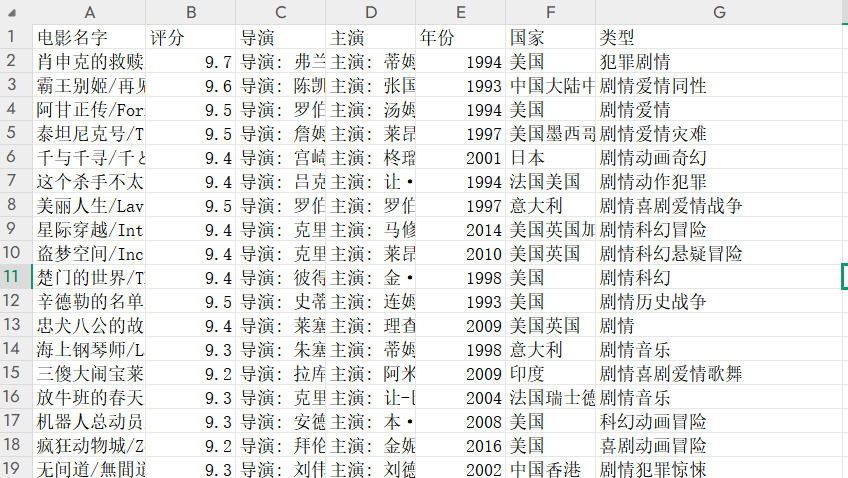 A B C D E F G
1 电影名字 评分 导演 主演 年份 国家 类型
2 肖申克的救赎 9.7 导演: 弗兰 主演: 蒂姆 1994 美国 犯罪剧情
3 霸王别姬/再见 9.6 导演: 陈凯 主演: 张国 1993 中国大陆中 剧情爱情同性
4 阿甘正传/For 9.5 导演: 罗伯 主演: 汤姆 1994 美国 剧情爱情
5 泰坦尼克号/T 9.5 导演: 詹姆 主演: 莱昂 1997 美国墨西哥 剧情爱情灾难
6 千与千寻/千と 9.4 导演: 宫崎 主演: 柊瑠 2001 日本 剧情动画奇幻
7 这个杀手不太 9.4 导演: 吕克 主演: 让· 1994 法国美国 剧情动作犯罪
8 美丽人生/Lav 9.5 导演: 罗伯 主演: 罗伯 1997 意大利 剧情喜剧爱情战争
9 星际穿越/Int 9.4 导演: 克里 主演: 马修 2014 美国英国加 剧情科幻冒险
10 盗梦空间/Inc 9.4 导演: 克里 主演: 莱昂 2010 美国英国 剧情科幻悬疑冒险
11 楚门的世界/T 9.4 导演: 彼得 主演: 金· 1998 美国 剧情科幻
12 辛德勒的名单 9.5 导演: 史蒂 主演: 连姆 1993 美国 剧情历史战争
13 忠犬八公的故 9.4 导演: 莱塞 主演: 理查 2009 美国英国 剧情
14 海上钢琴师/L 9.3 导演: 朱塞 主演: 蒂姆 1998 意大利 剧情音乐
15 三傻大闹宝莱 9.2 导演: 拉库 主演: 阿米 2009 印度 剧情喜剧爱情歌舞
16 放牛班的春天 9.3 导演: 克里 主演: 让- 2004 法国瑞士德 剧情音乐
17 机器人总动员 9.3 导演: 安德 主演: 本· 2008 美国 科幻动画冒险
18 疯狂动物城/Z 9.2 导演: 拜伦 主演: 金妮 2016 美国 喜剧动画冒险
19 无间道/無間道 9.3 导演: 刘伟 主演: 刘德 2002 中国香港 剧情犯罪惊悚